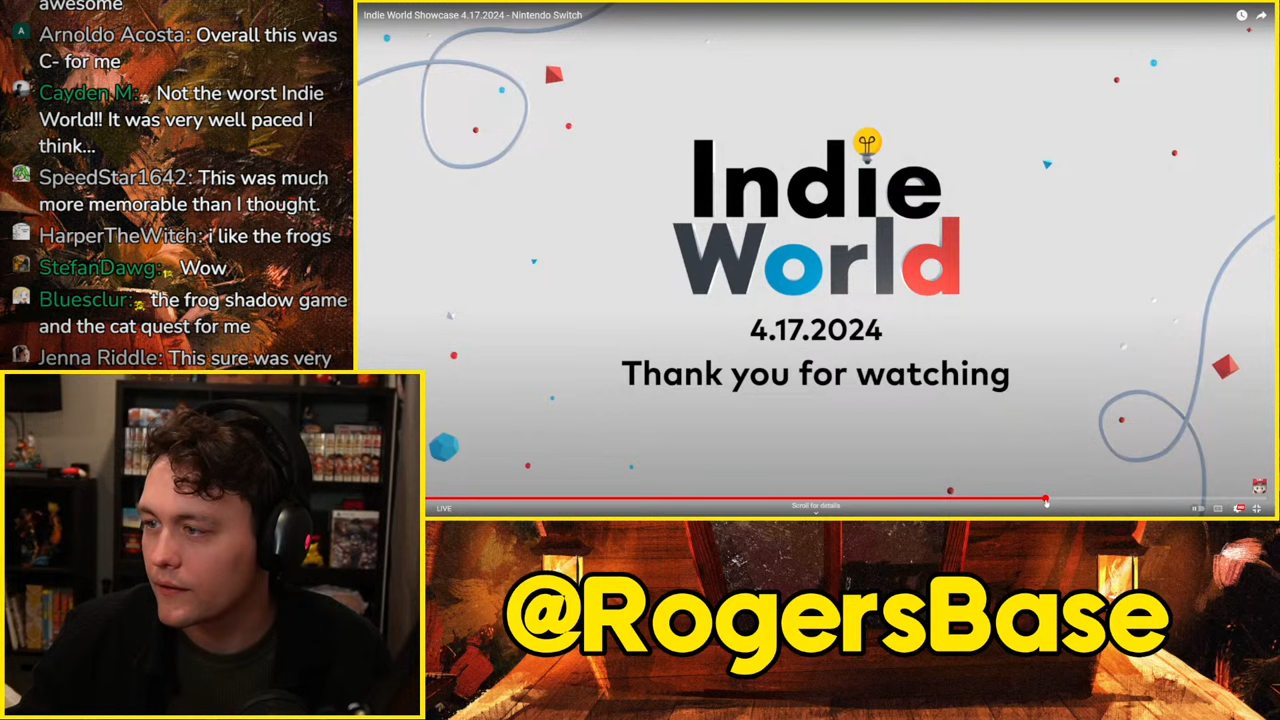 awesome
Arnoldo Acosta: Overall this was
C- for me
Cayden M: Not the worst Indie
World!! It was very well paced I
think...
SpeedStar1642: This was much
more memorable than I thought.
HarperTheWitch: i like the frogs
StefanDawg: Wow
Bluesclur: the frog shadow game
and the cat quest for me
Jenna Riddle: This sure was very
Indie World Showcase 4.17.2024 - Nintendo Switch
Indie
World
4.17.2024
Thank you for watching
LIVE
Scroll for details
@RogersBase